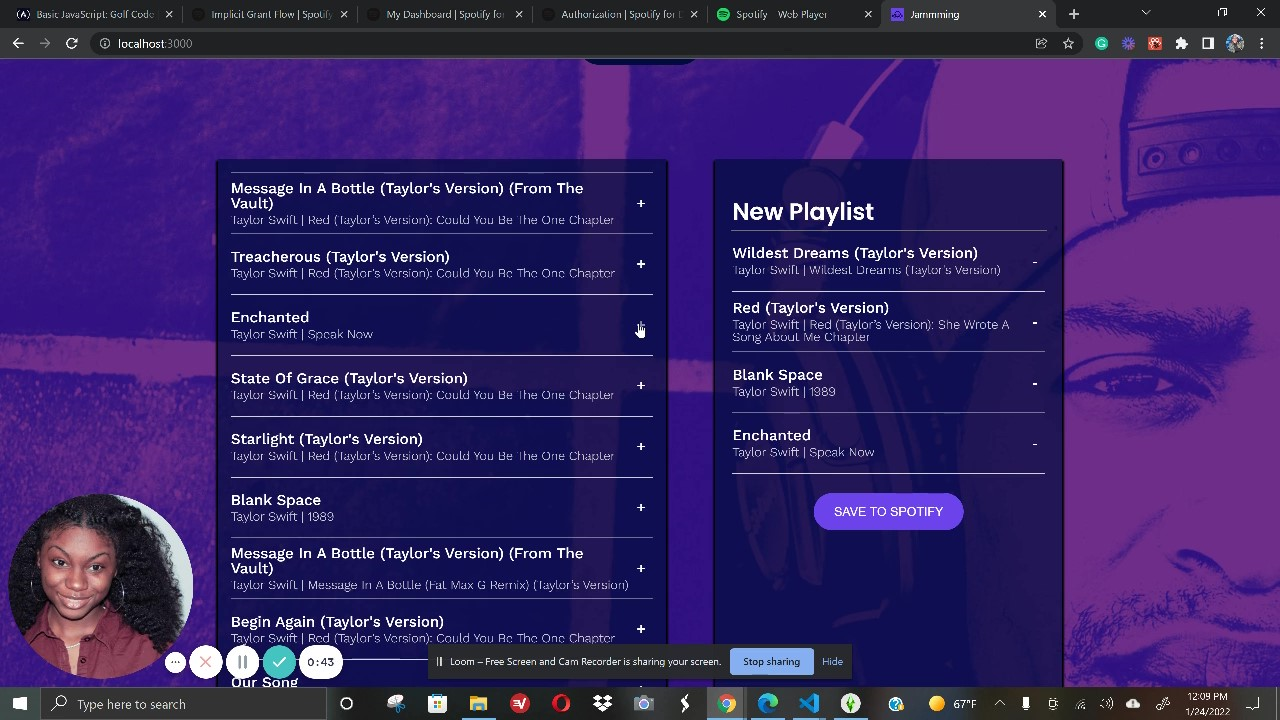 Basic JavaScript: Golf Code
Implicit Grant Flow | Spotify
My Dashboard | Spotify for
Authorization | Spotify for D
Spotify – Web Player
Jammming
localhost:3000
Message In A Bottle (Taylor's Version) (From The
Vault)
Taylor Swift | Red (Taylor's Version): Could You Be The One Chapter
+
Treacherous (Taylor's Version)
Taylor Swift | Red (Taylor's Version): Could You Be The One Chapter
+
Enchanted
Taylor Swift | Speak Now
State Of Grace (Taylor's Version)
Taylor Swift | Red (Taylor's Version): Could You Be The One Chapter
+
Starlight (Taylor's Version)
Taylor Swift | Red (Taylor's Version): Could You Be The One Chapter
+
Blank Space
Taylor Swift | 1989
+
Message In A Bottle (Taylor's Version) (From The
Vault)
Taylor Swift | Message In A Bottle (Fat Max G Remix) (Taylor's Version)
+
Begin Again (Taylor's Version)
Taylor Swift | Red (Taylor's Version): Could You Be The One Chapter
+
Our Song
New Playlist
Wildest Dreams (Taylor's Version)
Taylor Swift | Wildest Dreams (Taylor's Version)
-
Red (Taylor's Version)
Taylor Swift | Red (Taylor's Version): She Wrote A
Song About Me Chapter
-
Blank Space
Taylor Swift | 1989
-
Enchanted
Taylor Swift | Speak Now
-
SAVE TO SPOTIFY
0:43
Loom – Free Screen and Cam Recorder is sharing your screen.
Stop sharing
Hide
Type here to search
67°F
12:09 PM
1/24/2022